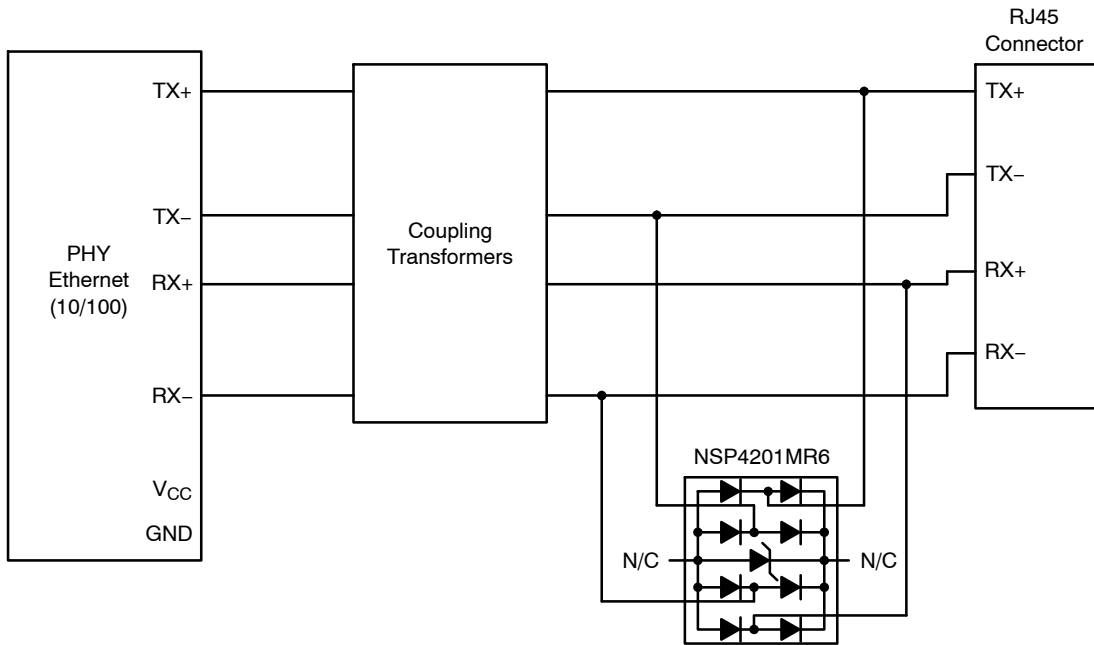 RJ45
Connector
TX+
TX−
RX+
RX−
PHY
Ethernet
(10/100)
VCC
GND
Coupling
Transformers
TX+
TX−
RX+
RX−
NSP4201MR6
N/C
N/C